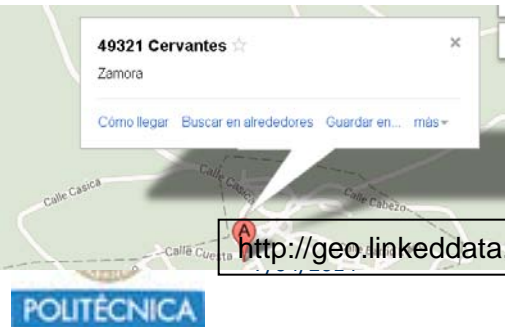 49321 Cervantes
Zamora
Cómo llegar Buscar en alrededores Guardar en... más
Calle Casica
Calle Casica
Calle Cabezo
A
Calle Cuesta
http://geo.linkeddata.
POLITÉCNICA